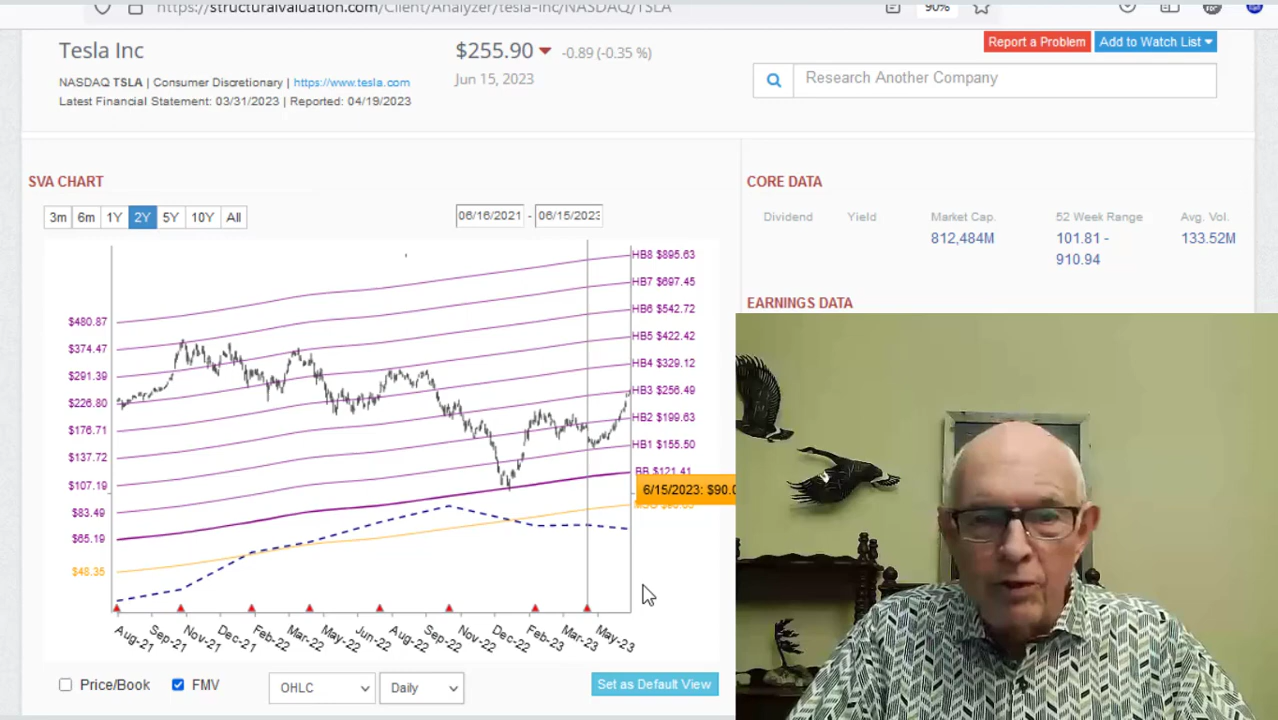 https://structuralvaluation.com/Client/Analyzer/tesla-inc/NASDAQ/TSLA
90%
Tesla Inc
$255.90 -0.89 (-0.35 %)
Jun 15, 2023
NASDAQ TSLA | Consumer Discretionary | https://www.tesla.com
Latest Financial Statement: 03/31/2023 | Reported: 04/19/2023
Report a Problem
Add to Watch List
Research Another Company
SVA CHART
3m 6m 1Y 2Y 5Y 10Y All
06/16/2021 - 06/15/2023
HB8 $895.63
HB7 $697.45
HB6 $542.72
HB5 $422.42
HB4 $329.12
HB3 $256.49
HB2 $199.63
HB1 $155.50
BB $121.41
6/15/2023: $90.0
$480.87
$374.47
$291.39
$226.80
$176.71
$137.72
$107.19
$83.49
$65.19
$48.35
Aug-21 Sep-21 Nov-21 Dec-21 Feb-22 Mar-22 May-22 Jun-22 Aug-22 Sep-22 Nov-22 Dec-22 Feb-23 Mar-23 May-23
Price/Book
FMV
OHLC
Daily
Set as Default View
CORE DATA
Dividend Yield Market Cap. 52 Week Range Avg. Vol.
812,484M 101.81 - 133.52M
910.94
EARNINGS DATA